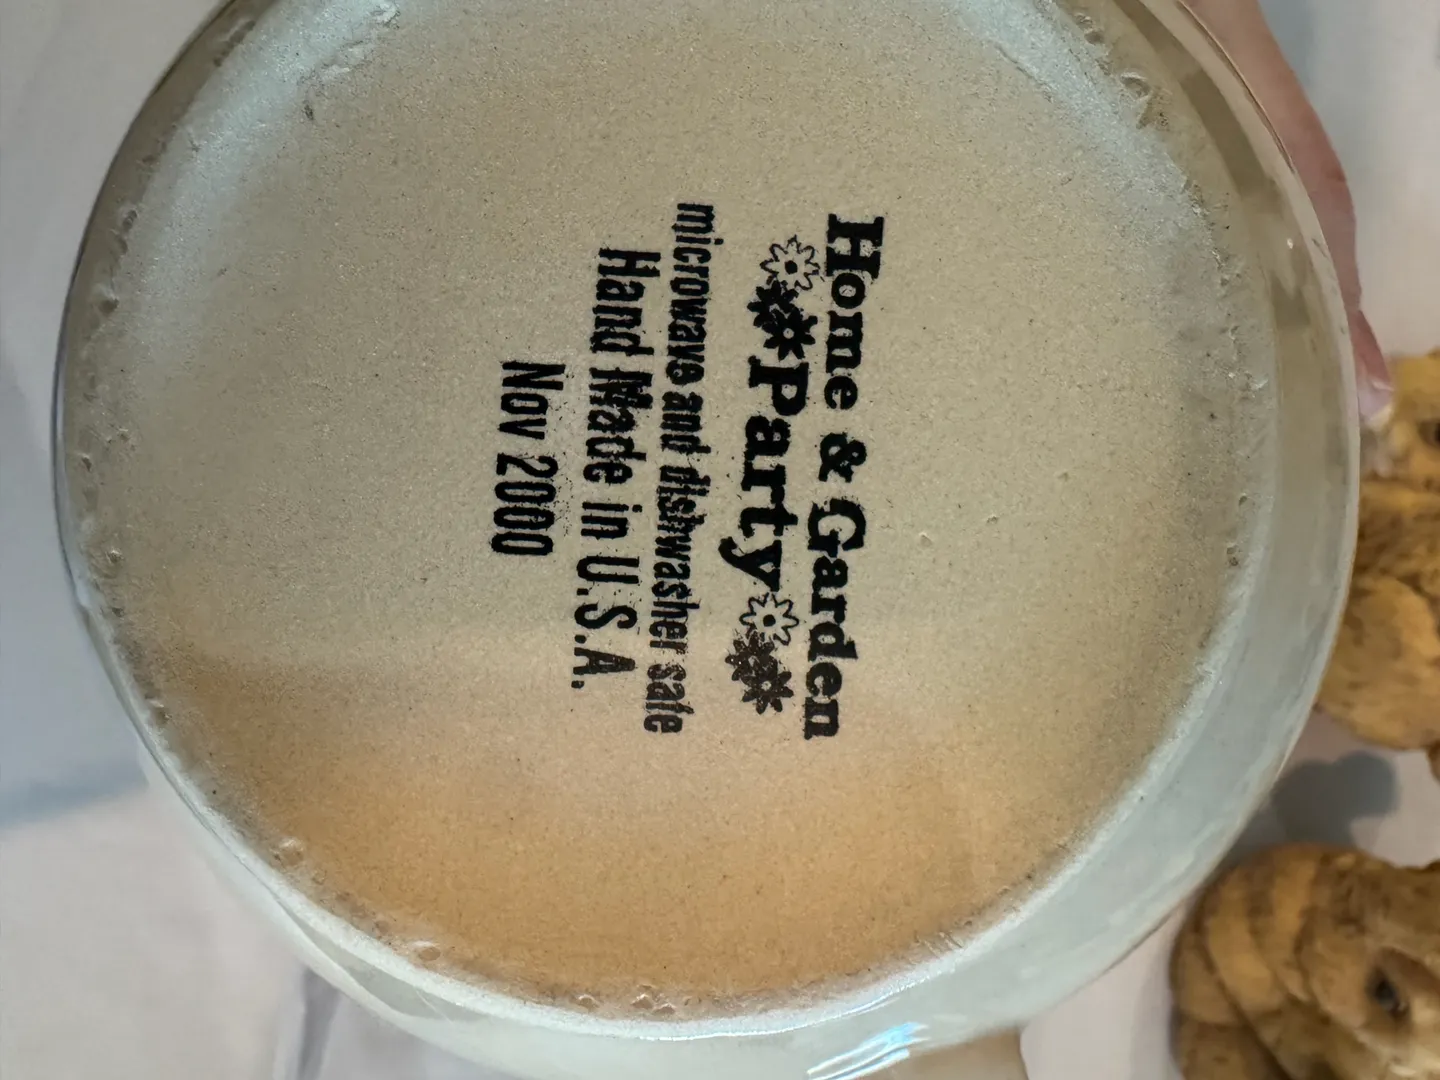 Home & Garden
Party
microwave and dishwasher safe
Hand Made in U.S.A.
Nov 2000